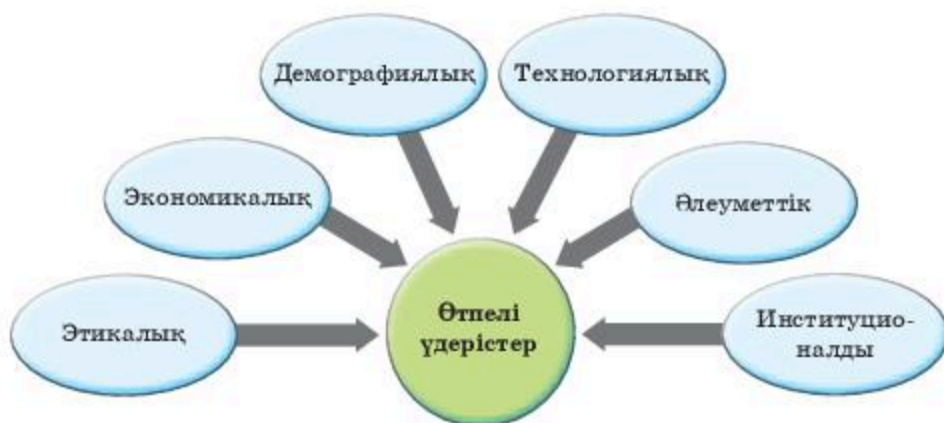 Демографиялық
Технологиялық
Экономикалық
Әлеуметтік
Этикалық
Өтпелі
үдерістер
Институцио-
налды